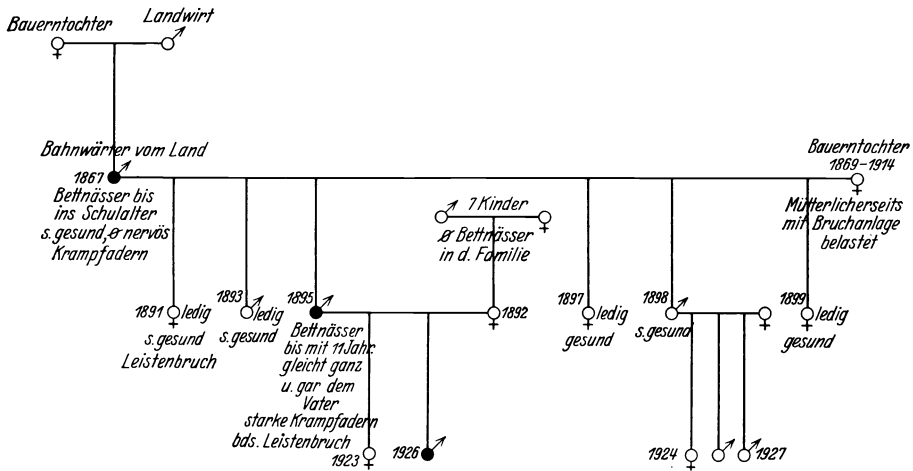 Bauerntochter
Landwirt
Bahnwärter vom Land
1867
Bettnässer bis
ins Schulalter
s. gesund, ø nervös
Krampfadern
Bauerntochter
1869-1914
Mütterlicherseits
mit Bruchanlage
belastet
7 Kinder
ø Bettnässer
in d. Familie
1891 ledig
s. gesund
Leistenbruch
1893 ledig
s. gesund
1895
Bettnässer
bis mit 11 Jahr.
gleicht ganz
u. gar dem
Vater
starke Krampfadern
bds. Leistenbruch
1892
1897 ledig
gesund
1898
s. gesund
1899 ledig
gesund
1923
1926
1924
1927